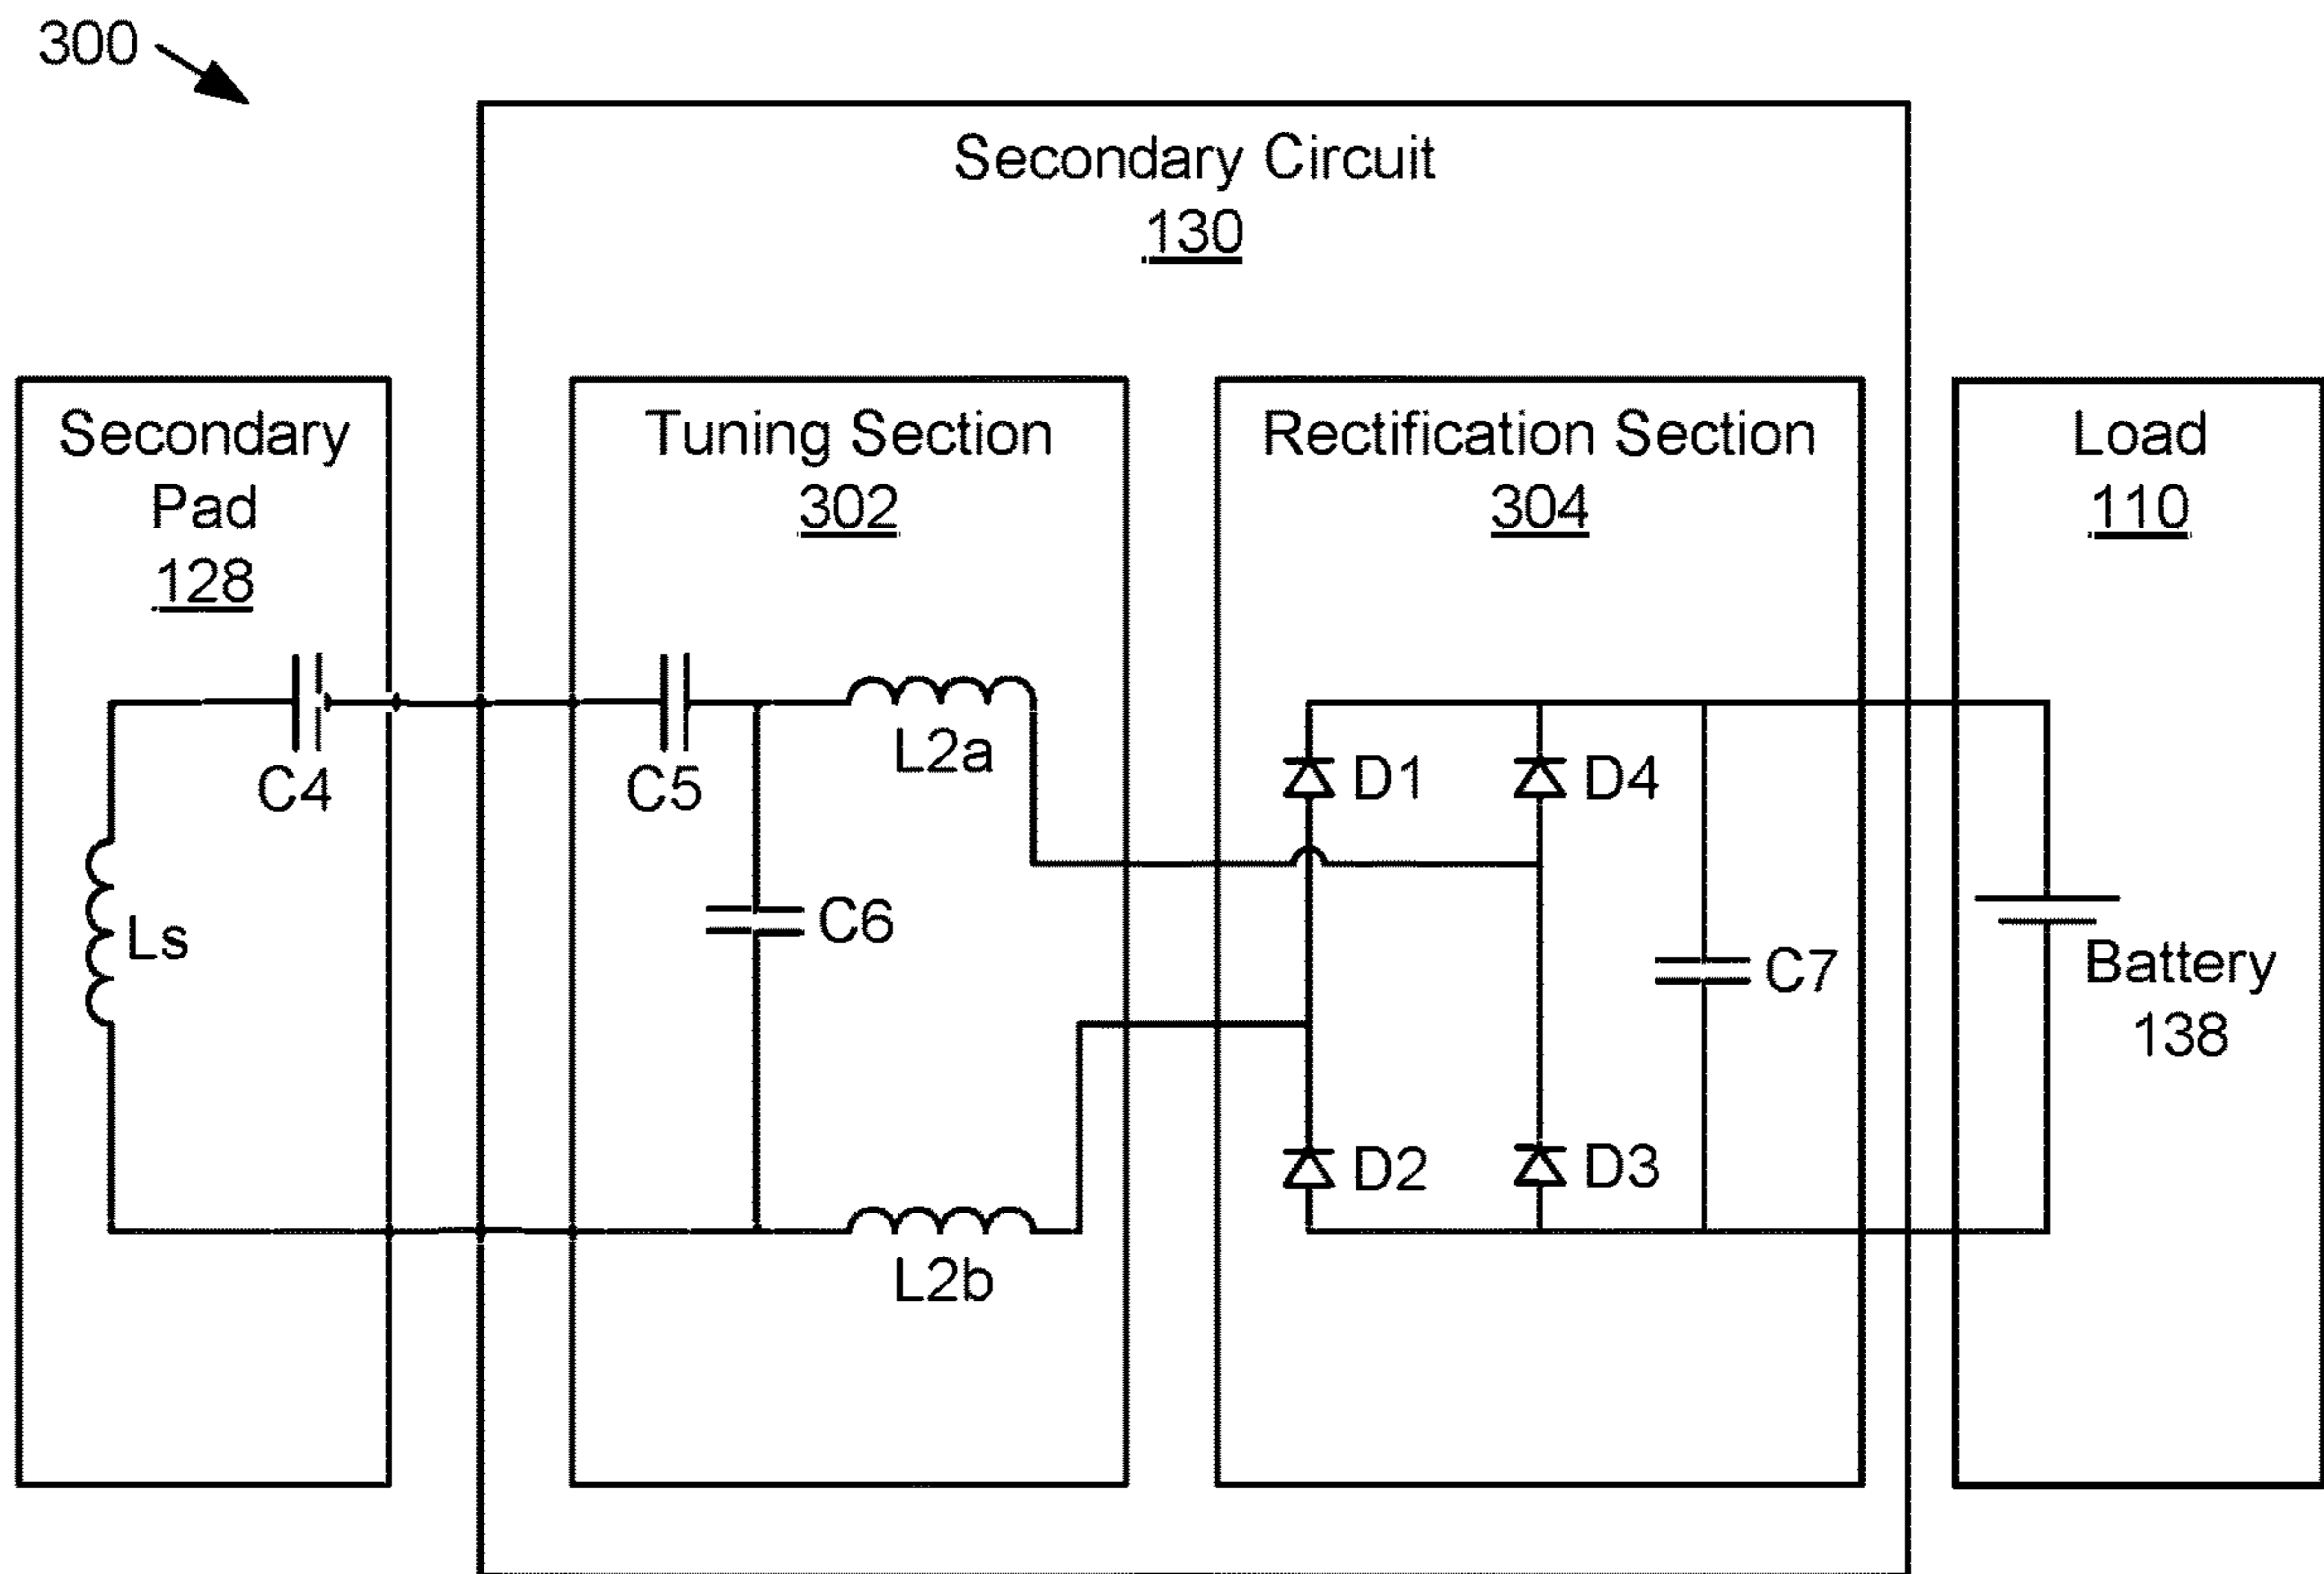 300
Secondary Circuit
130
Secondary
Pad
128
Tuning Section
302
Rectification Section
304
Load
110
C4
Ls
C5
L2a
C6
L2b
D1
D4
D2
D3
C7
Battery
138